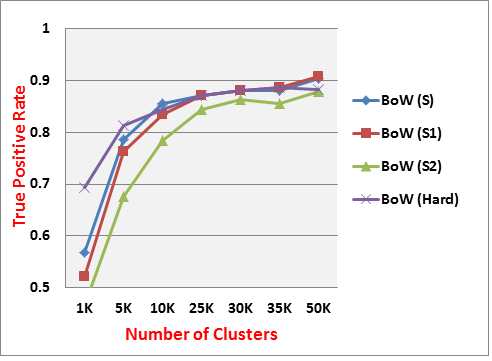 1
0.9
0.8
0.7
0.6
0.5
True Positive Rate
1K 5K 10K 25K 30K 35K 50K
Number of Clusters
BoW (S)
BoW (S1)
BoW (S2)
BoW (Hard)